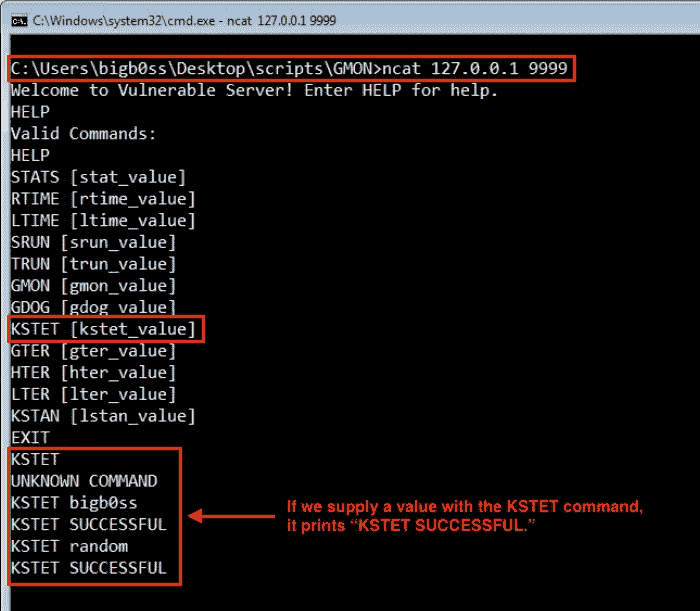 C:\Windows\system32\cmd.exe - ncat 127.0.0.1 9999
C:\Users\bigb0ss\Desktop\scripts\GMON>ncat 127.0.0.1 9999
Welcome to Vulnerable Server! Enter HELP for help.
HELP
Valid Commands:
HELP
STATS [stat_value]
RTIME [rtime_value]
LTIME [ltime_value]
SRUN [srun_value]
TRUN [trun_value]
GMON [gmon_value]
GDOG [gdog_value]
KSTET [kstet_value]
GTER [gter_value]
HTER [hter_value]
LTER [lter_value]
KSTAN [lstan_value]
EXIT
KSTET
UNKNOWN COMMAND
KSTET bigb0ss
KSTET SUCCESSFUL
KSTET random
KSTET SUCCESSFUL
If we supply a value with the KSTET command,
it prints “KSTET SUCCESSFUL.”